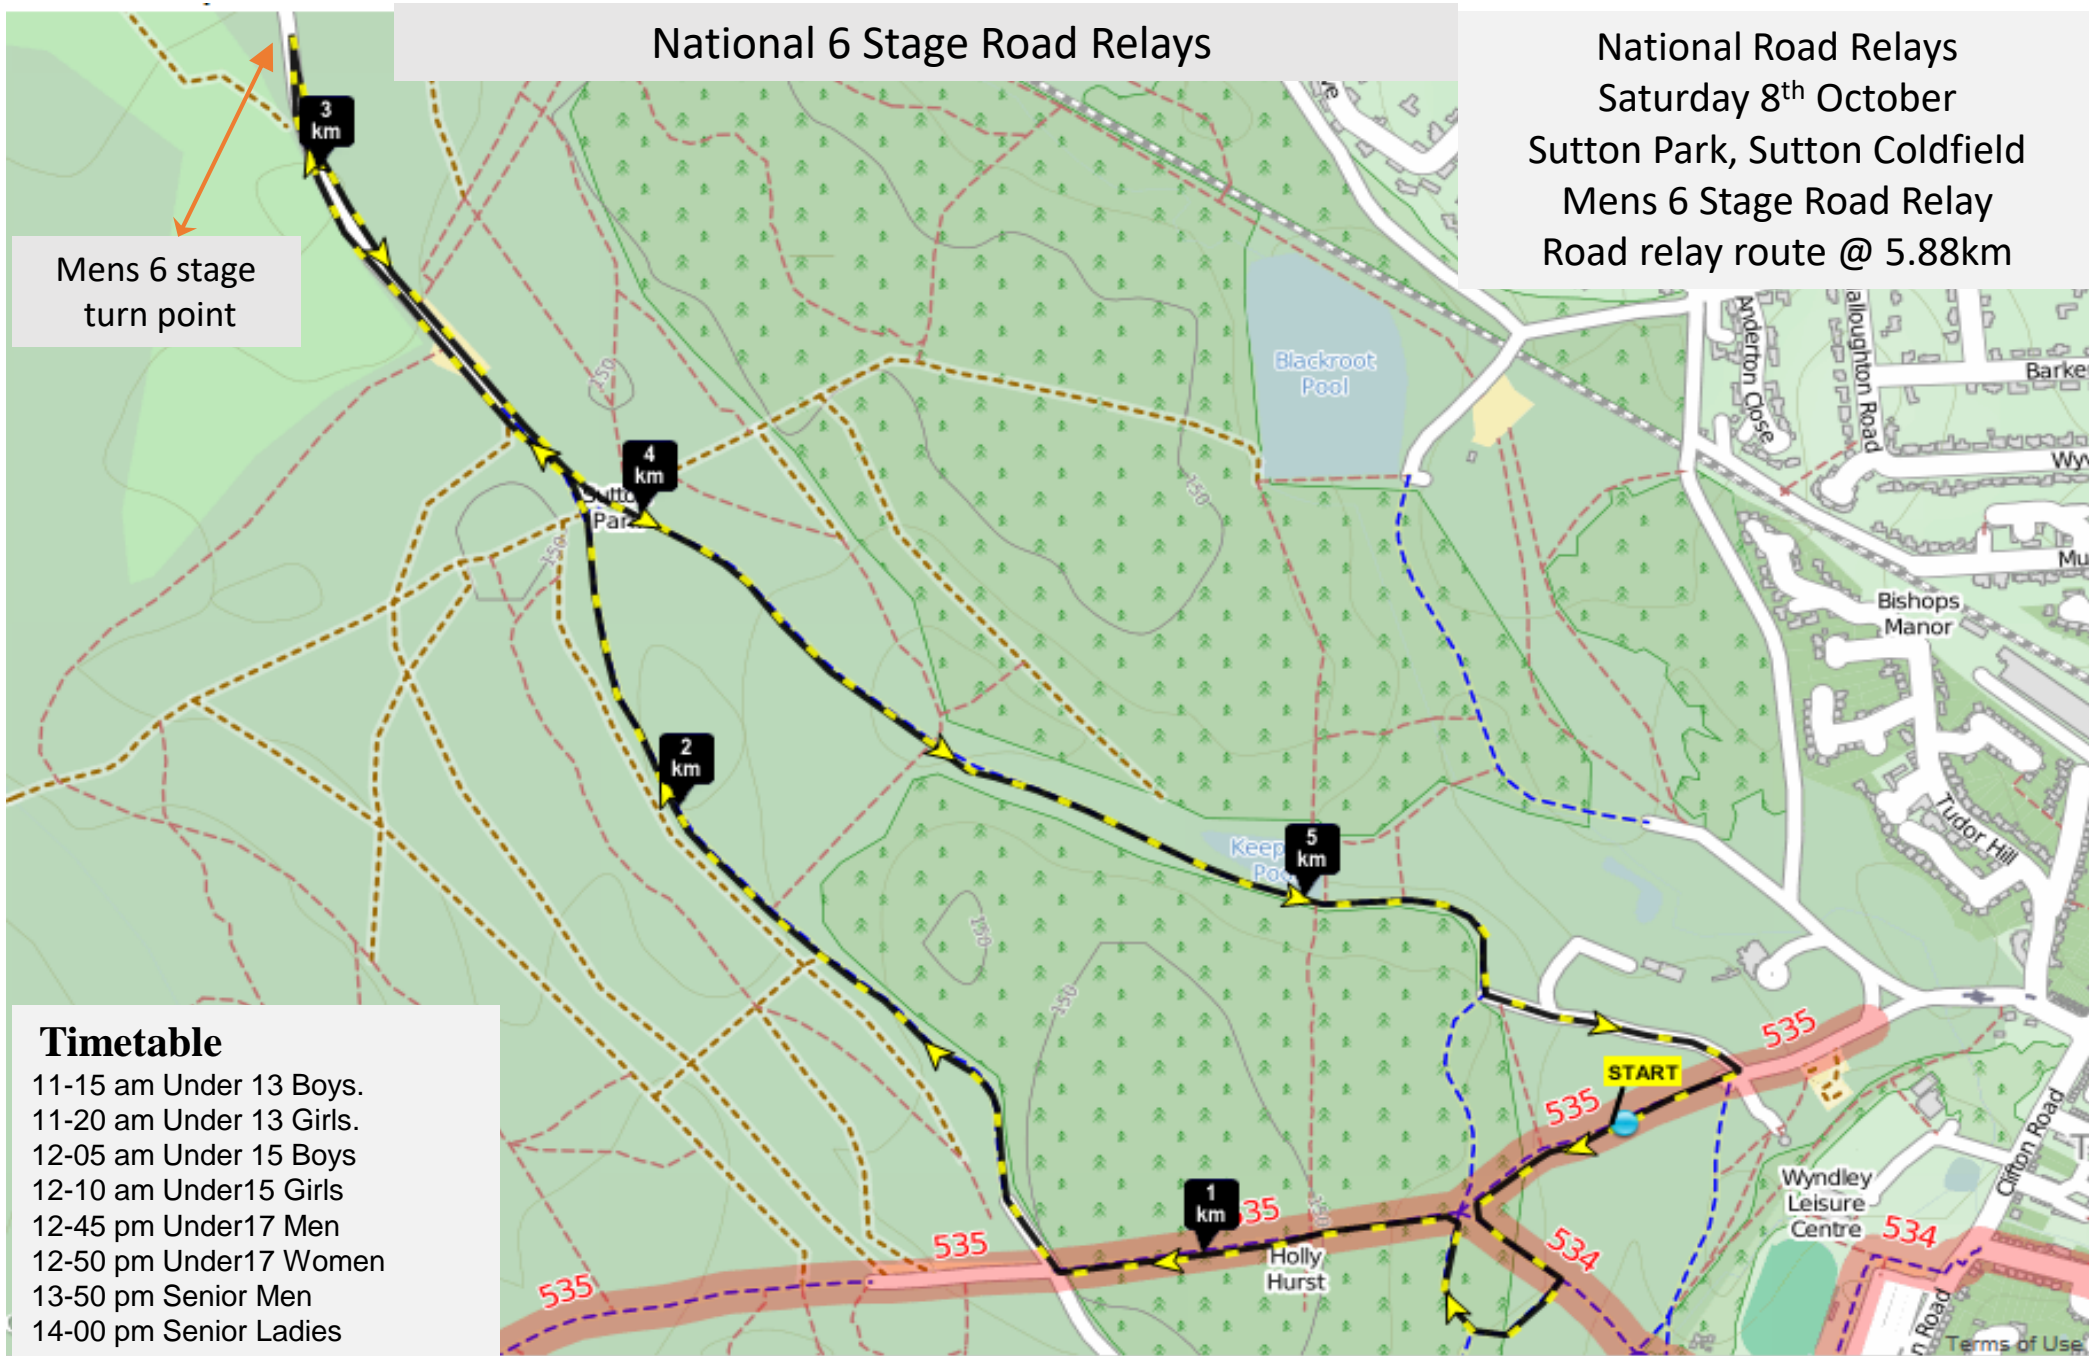 National 6 Stage Road Relays
National Road Relays
Saturday 8th October
Sutton Park, Sutton Coldfield
Mens 6 Stage Road Relay
Road relay route @ 5.88km
3
km
Mens 6 stage
turn point
Anderton Close
Road
Blackroot
Pool
150
4
km
Park
150
150
Bishops
Manor
2
km
Tudor Hill
5
km
150
150
535
START
535
Timetable
11-15 am Under 13 Boys.
11-20 am Under 13 Girls.
12-05 am Under 15 Boys
12-10 am Under15 Girls
12-45 pm Under17 Men
12-50 pm Under17 Women
13-50 pm Senior Men
14-00 pm Senior Ladies
Clifton Road
Wyndley
Leisure
Centre
1
km
150
535
535
534
534
Holly
Hurst
Road
Terms of Use